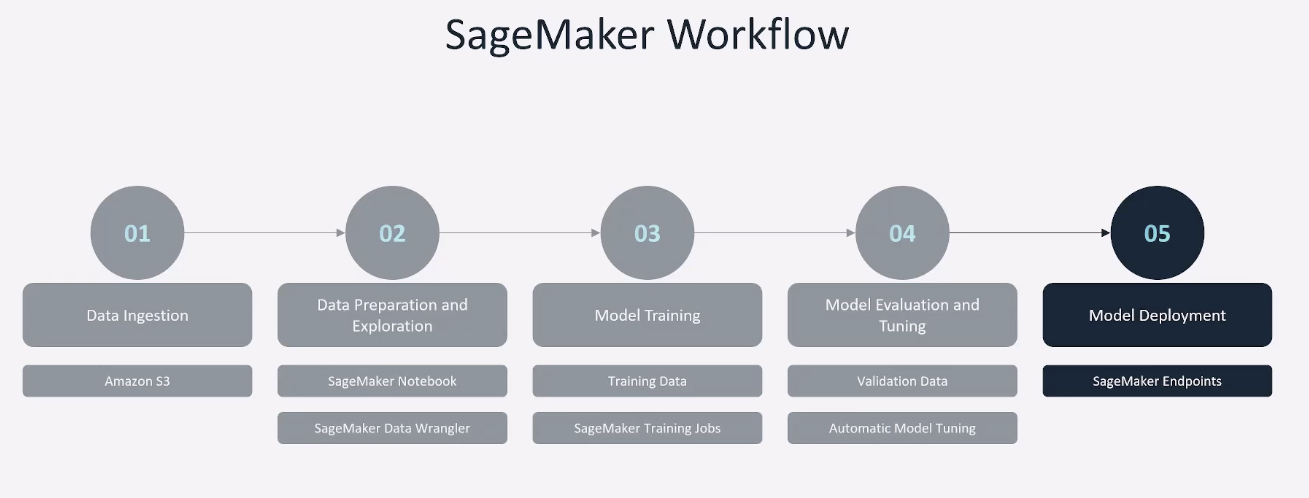 SageMaker Workflow
01
02
03
04
05
Data Ingestion
Data Preparation and
Exploration
Model Training
Model Evaluation and
Tuning
Model Deployment
Amazon S3
SageMaker Notebook
Training Data
Validation Data
SageMaker Endpoints
SageMaker Data Wrangler
SageMaker Training Jobs
Automatic Model Tuning